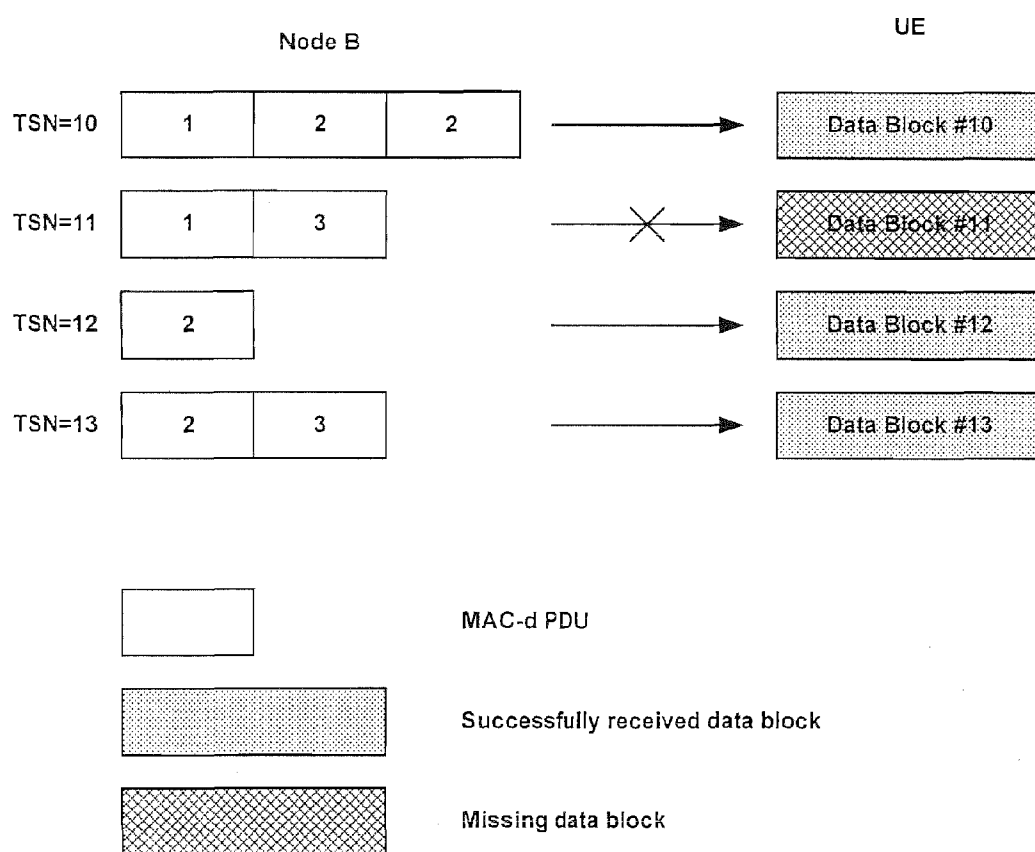 Node B
UE
TSN=10 1 2 2 Data Block #10
TSN=11 1 3 Data Block #11
TSN=12 2 Data Block #12
TSN=13 2 3 Data Block #13
MAC-d PDU
Successfully received data block
Missing data block